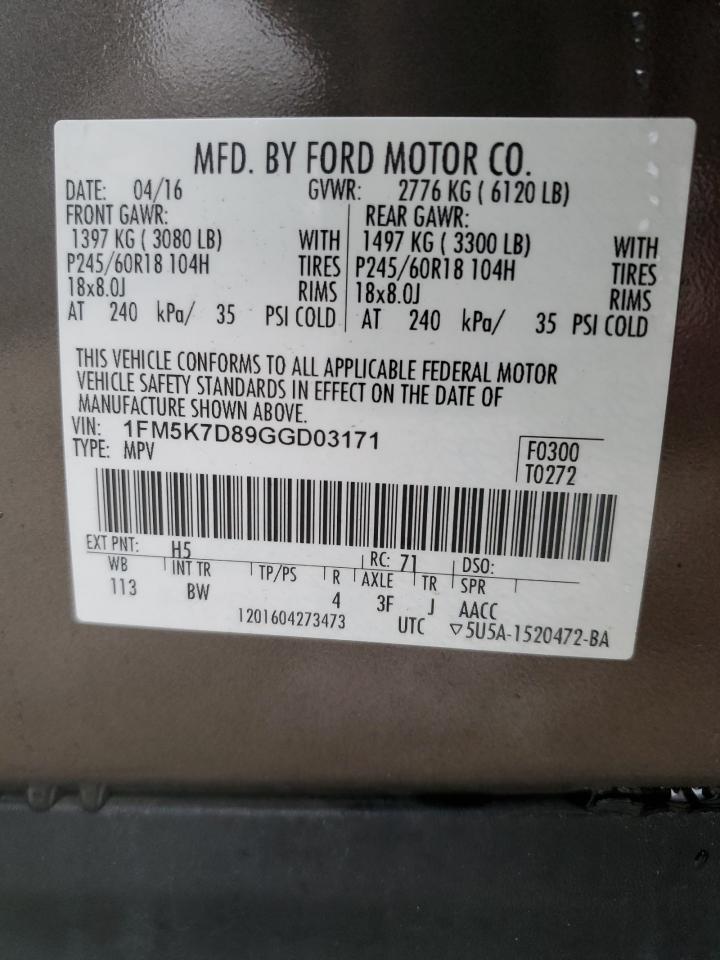 MFD. BY FORD MOTOR CO.
DATE: 04/16 GVWR: 2776 KG ( 6120 LB)
FRONT GAWR: REAR GAWR:
1397 KG ( 3080 LB) WITH 1497 KG ( 3300 LB) WITH
P245/60R18 104H TIRES P245/60R18 104H TIRES
18x8.0J RIMS 18x8.0J RIMS
AT 240 kPa/ 35 PSI COLD AT 240 kPa/ 35 PSI COLD
THIS VEHICLE CONFORMS TO ALL APPLICABLE FEDERAL MOTOR
VEHICLE SAFETY STANDARDS IN EFFECT ON THE DATE OF
MANUFACTURE SHOWN ABOVE.
VIN: 1FM5K7D89GGD03171 F0300
TYPE: MPV T0272
EXT PNT: H5 RC: 71 DSO:
WB INT TR TP/PS R AXLE TR SPR
113 BW 4 3F J AACC
1201604273473 UTC ▽5U5A-1520472-BA